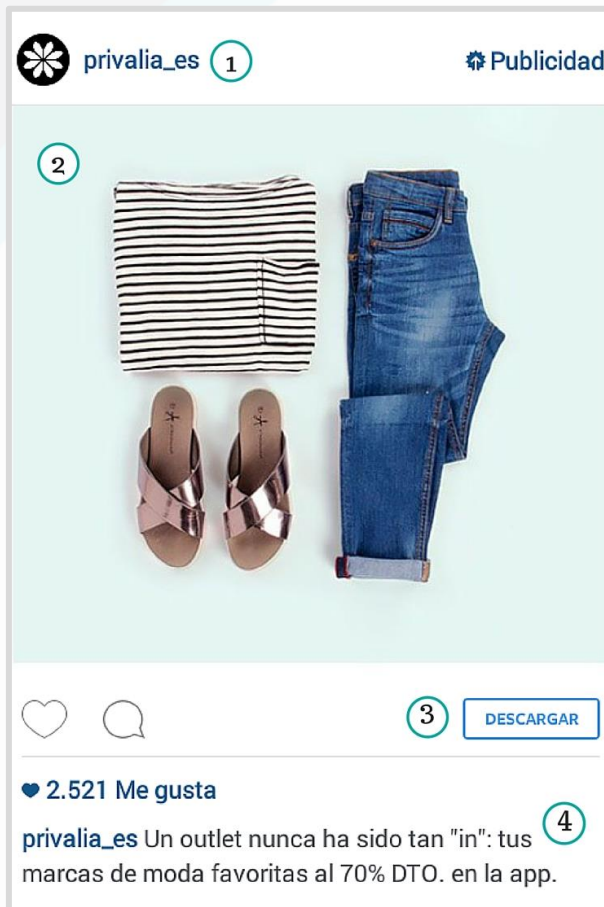 privalia_es 1 Publicidad
2
3 DESCARGAR
2.521 Me gusta
4
privalia_es Un outlet nunca ha sido tan "in": tus
marcas de moda favoritas al 70% DTO. en la app.